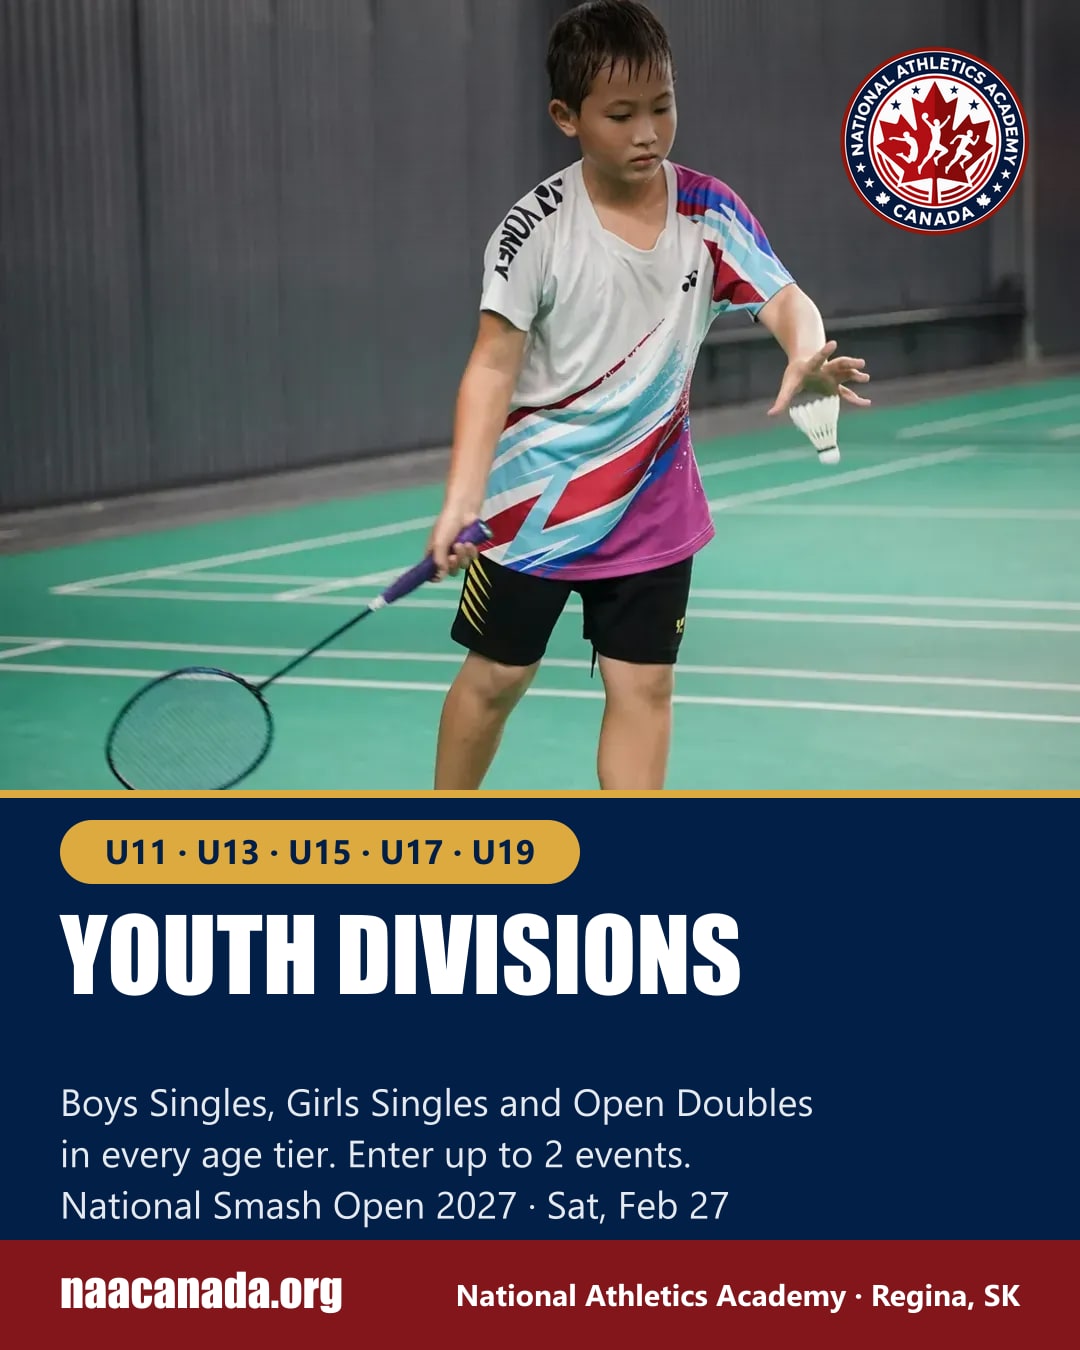 NATIONAL ATHLETICS ACADEMY
CANADA
YONEX
U11 · U13 · U15 · U17 · U19
YOUTH DIVISIONS
Boys Singles, Girls Singles and Open Doubles
in every age tier. Enter up to 2 events.
National Smash Open 2027 · Sat, Feb 27
naacanada.org
National Athletics Academy · Regina, SK